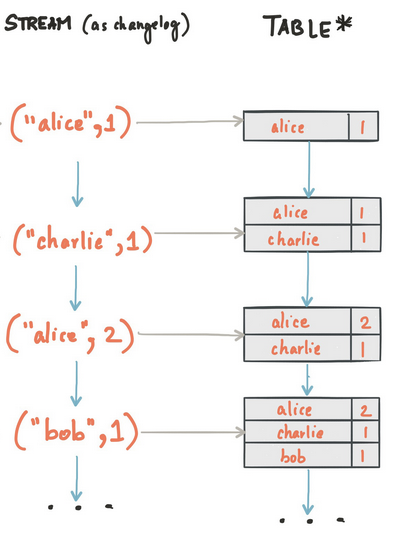 STREAM (as changelog) TABLE*
("alice", 1) alice 1
alice 1
("charlie", 1) charlie 1
alice 2
("alice", 2) charlie 1
alice 2
("bob", 1) charlie 1
bob 1
. . . . . .